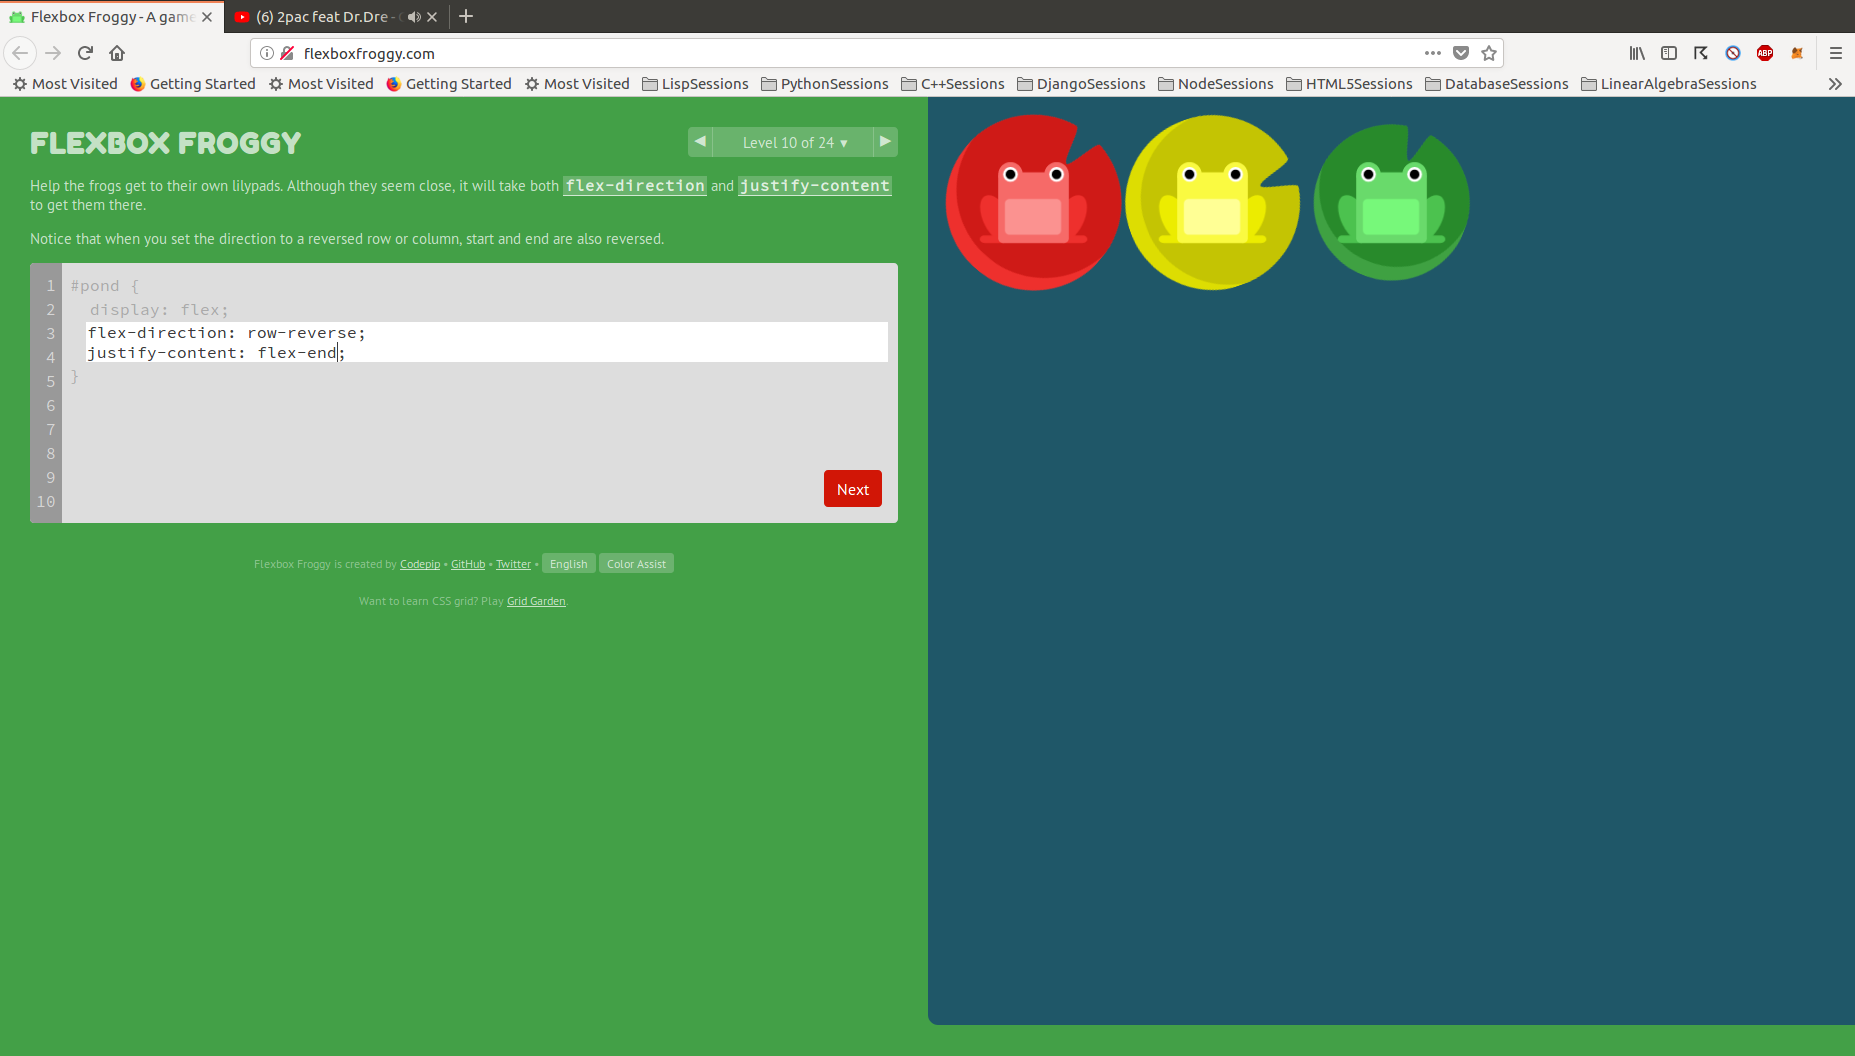 Flexbox Froggy - A game
(6) 2pac feat Dr.Dre -
flexboxfroggy.com
ABP
Most Visited Getting Started Most Visited Getting Started Most Visited LispSessions PythonSessions C++Sessions DjangoSessions NodeSessions HTML5Sessions DatabaseSessions LinearAlgebraSessions
FLEXBOX FROGGY
◀ Level 10 of 24 ▾ ▶
Help the frogs get to their own lilypads. Although they seem close, it will take both flex-direction and justify-content
to get them there.
Notice that when you set the direction to a reversed row or column, start and end are also reversed.
1 #pond {
2 display: flex;
3 flex-direction: row-reverse;
4 justify-content: flex-end;
5 }
6
7
8
9
10
Next
Flexbox Froggy is created by Codepip • GitHub • Twitter • English Color Assist
Want to learn CSS grid? Play Grid Garden.